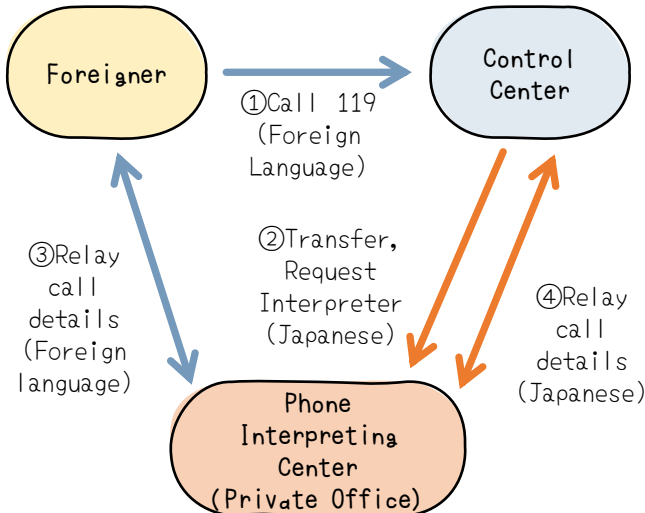 Foreigner
Control
Center
①Call 119
(Foreign
Language)
②Transfer,
Request
Interpreter
(Japanese)
③Relay
call
details
(Foreign
language)
④Relay
call
details
(Japanese)
Phone
Interpreting
Center
(Private Office)